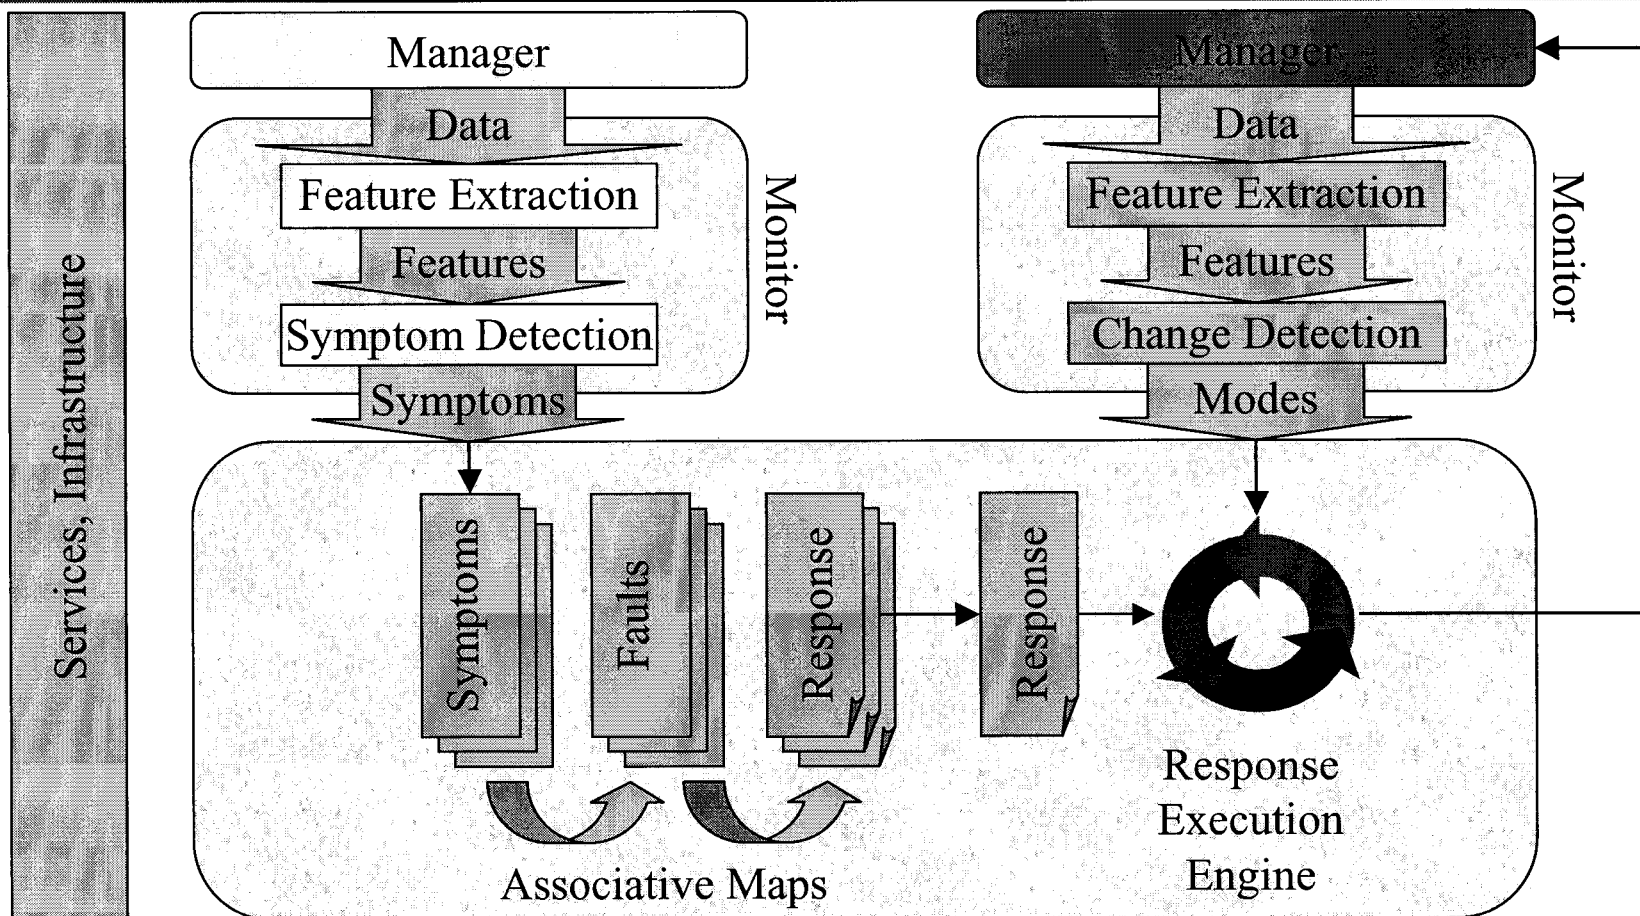 Services, Infrastructure
Manager
Data
Feature Extraction
Features
Symptom Detection
Symptoms
Monitor
Manager
Data
Feature Extraction
Features
Change Detection
Modes
Monitor
Symptoms
Faults
Response
Response
Associative Maps
Response
Execution
Engine